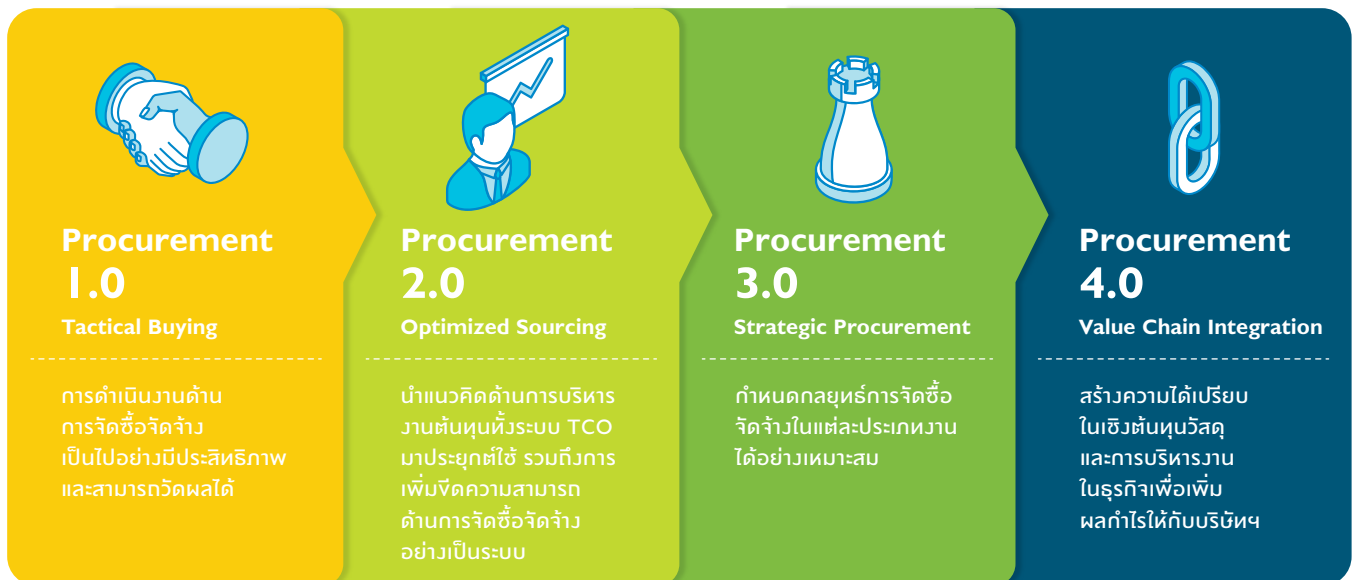 Procurement
1.0
Tactical Buying
การดำเนินงานด้าน
การจัดซื้อจัดจ้าง
เป็นไปอย่างมีประสิทธิภาพ
และสามารถวัดผลได้
Procurement
2.0
Optimized Sourcing
นำแนวคิดด้านการบริหาร
งานต้นทุนทั้งระบบ TCO
มาประยุกต์ใช้ รวมถึงการ
เพิ่มขีดความสามารถ
ด้านการจัดซื้อจัดจ้าง
อย่างเป็นระบบ
Procurement
3.0
Strategic Procurement
กำหนดกลยุทธ์การจัดซื้อ
จัดจ้างในแต่ละประเภทงาน
ได้อย่างเหมาะสม
Procurement
4.0
Value Chain Integration
สร้างความได้เปรียบ
ในเชิงต้นทุนวัสดุ
และการบริหารงาน
ในธุรกิจเพื่อเพิ่ม
ผลกำไรให้กับบริษัทฯ